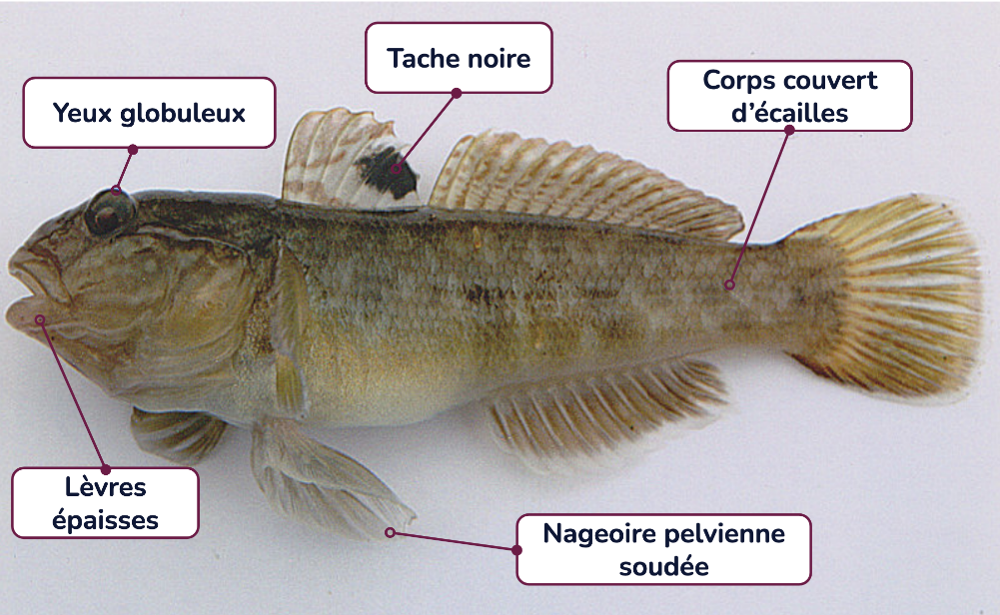 Tache noire
Corps couvert
d'écailles
Yeux globuleux
Lèvres
épaisses
Nageoire pelvienne
soudée